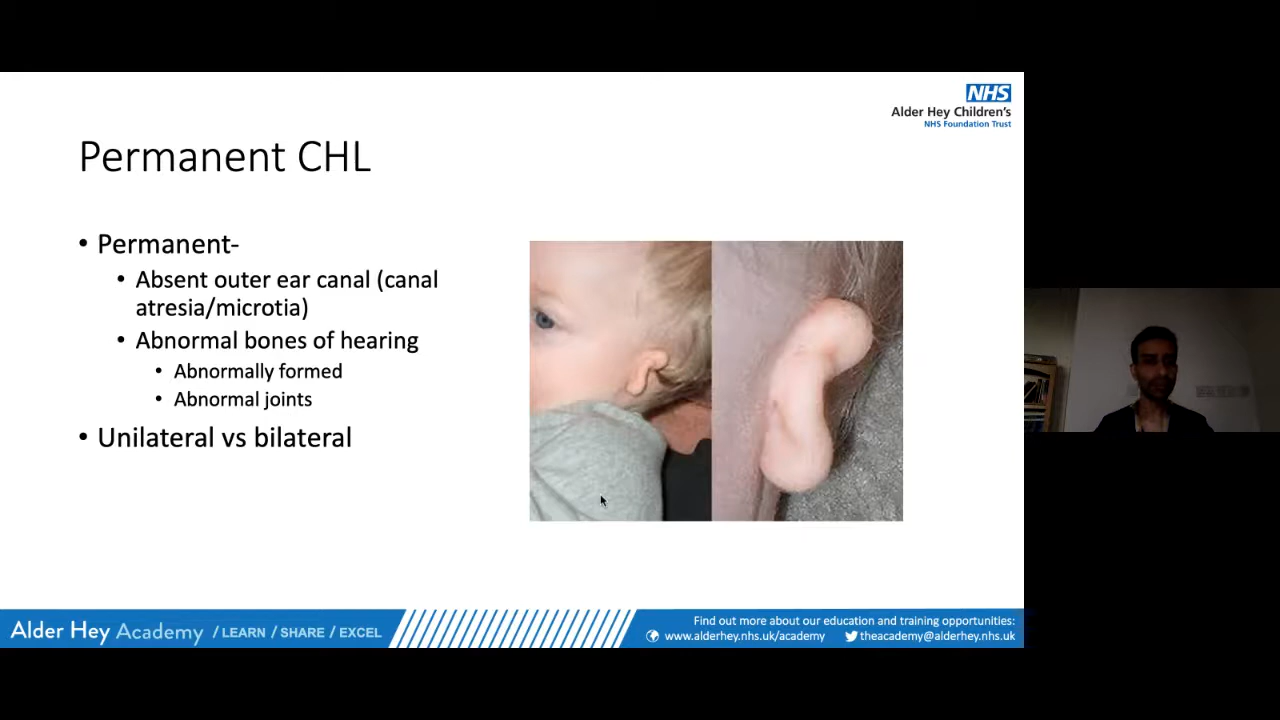 NHS
Alder Hey Children's
NHS Foundation Trust
Permanent CHL
• Permanent-
• Absent outer ear canal (canal
atresia/microtia)
• Abnormal bones of hearing
• Abnormally formed
• Abnormal joints
• Unilateral vs bilateral
Alder Hey Academy / LEARN / SHARE / EXCEL
Find out more about our education and training opportunities:
www.alderhey.nhs.uk/academy theacademy@alderhey.nhs.uk